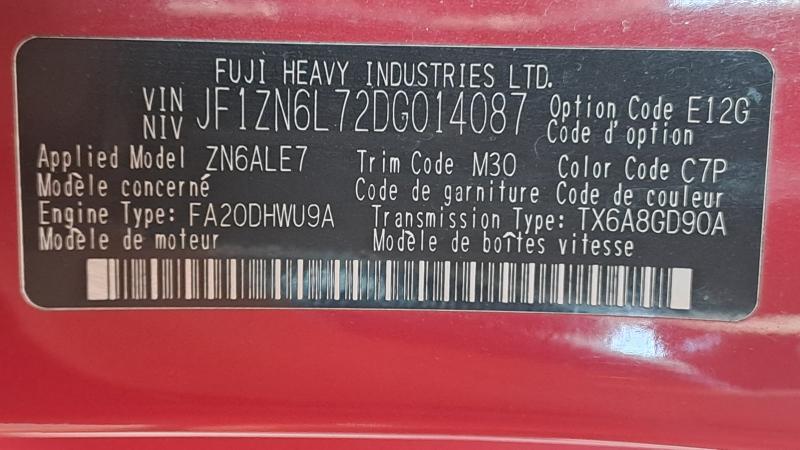 FUJI HEAVY INDUSTRIES LTD.
VIN NIV JF1ZN6L72DG014087 Option Code E12G
Code d'option
Applied Model ZN6ALE7 Trim Code M30 Color Code C7P
Modèle concerné Code de garniture Code de couleur
Engine Type: FA20DHWU9A Transmission Type: TX6A8GD90A
Modèle de moteur Modèle de boîtes vitesse